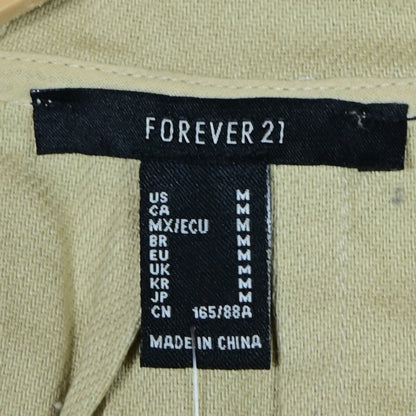 FOREVER 21
US M
CA M
MX/ECU M
BR M
EU M
UK M
KR M
JP M
CN 165/88A
MADE IN CHINA